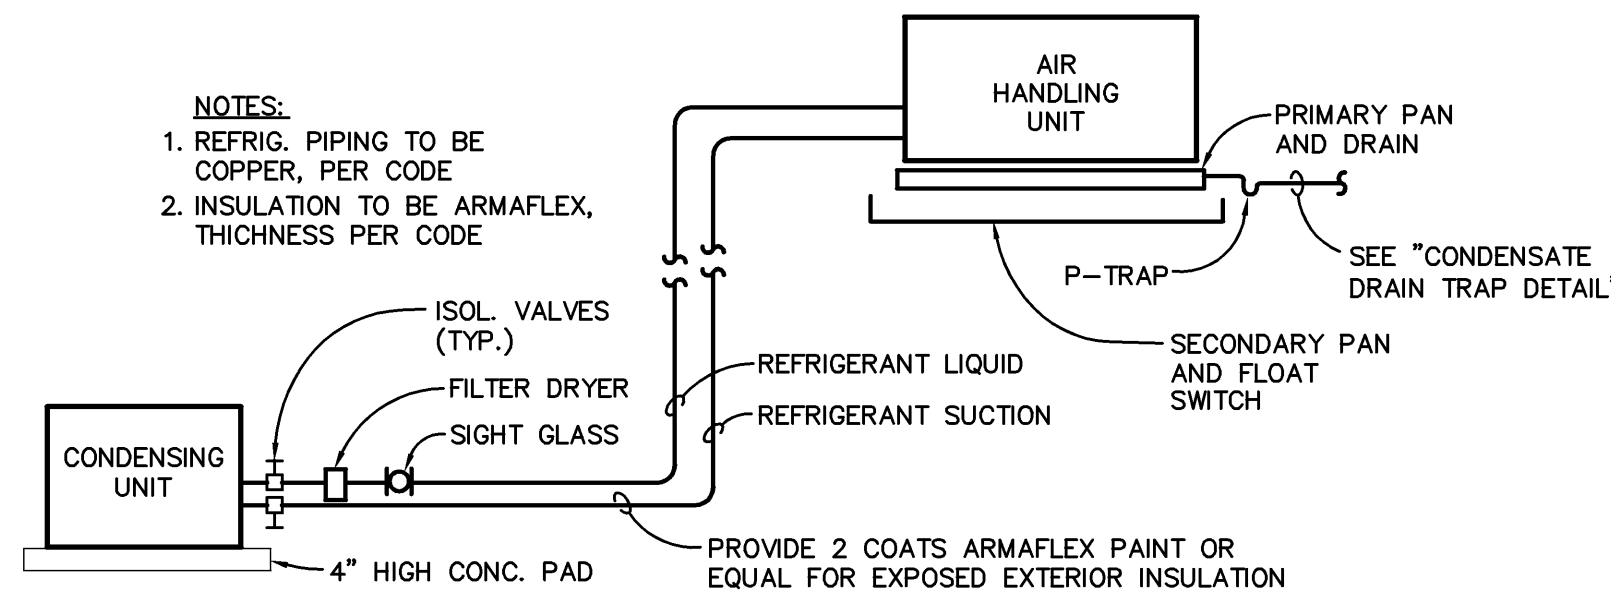 AIR
HANDLING
UNIT
NOTES:
1. REFRIG. PIPING TO BE
COPPER, PER CODE
2. INSULATION TO BE ARMAFLEX,
THICHNESS PER CODE
PRIMARY PAN
AND DRAIN
P-TRAP
SEE "CONDENSATE
DRAIN TRAP DETAIL"
SECONDARY PAN
AND FLOAT
SWITCH
ISOL. VALVES
(TYP.)
FILTER DRYER
SIGHT GLASS
REFRIGERANT LIQUID
REFRIGERANT SUCTION
CONDENSING
UNIT
4" HIGH CONC. PAD
PROVIDE 2 COATS ARMAFLEX PAINT OR
EQUAL FOR EXPOSED EXTERIOR INSULATION